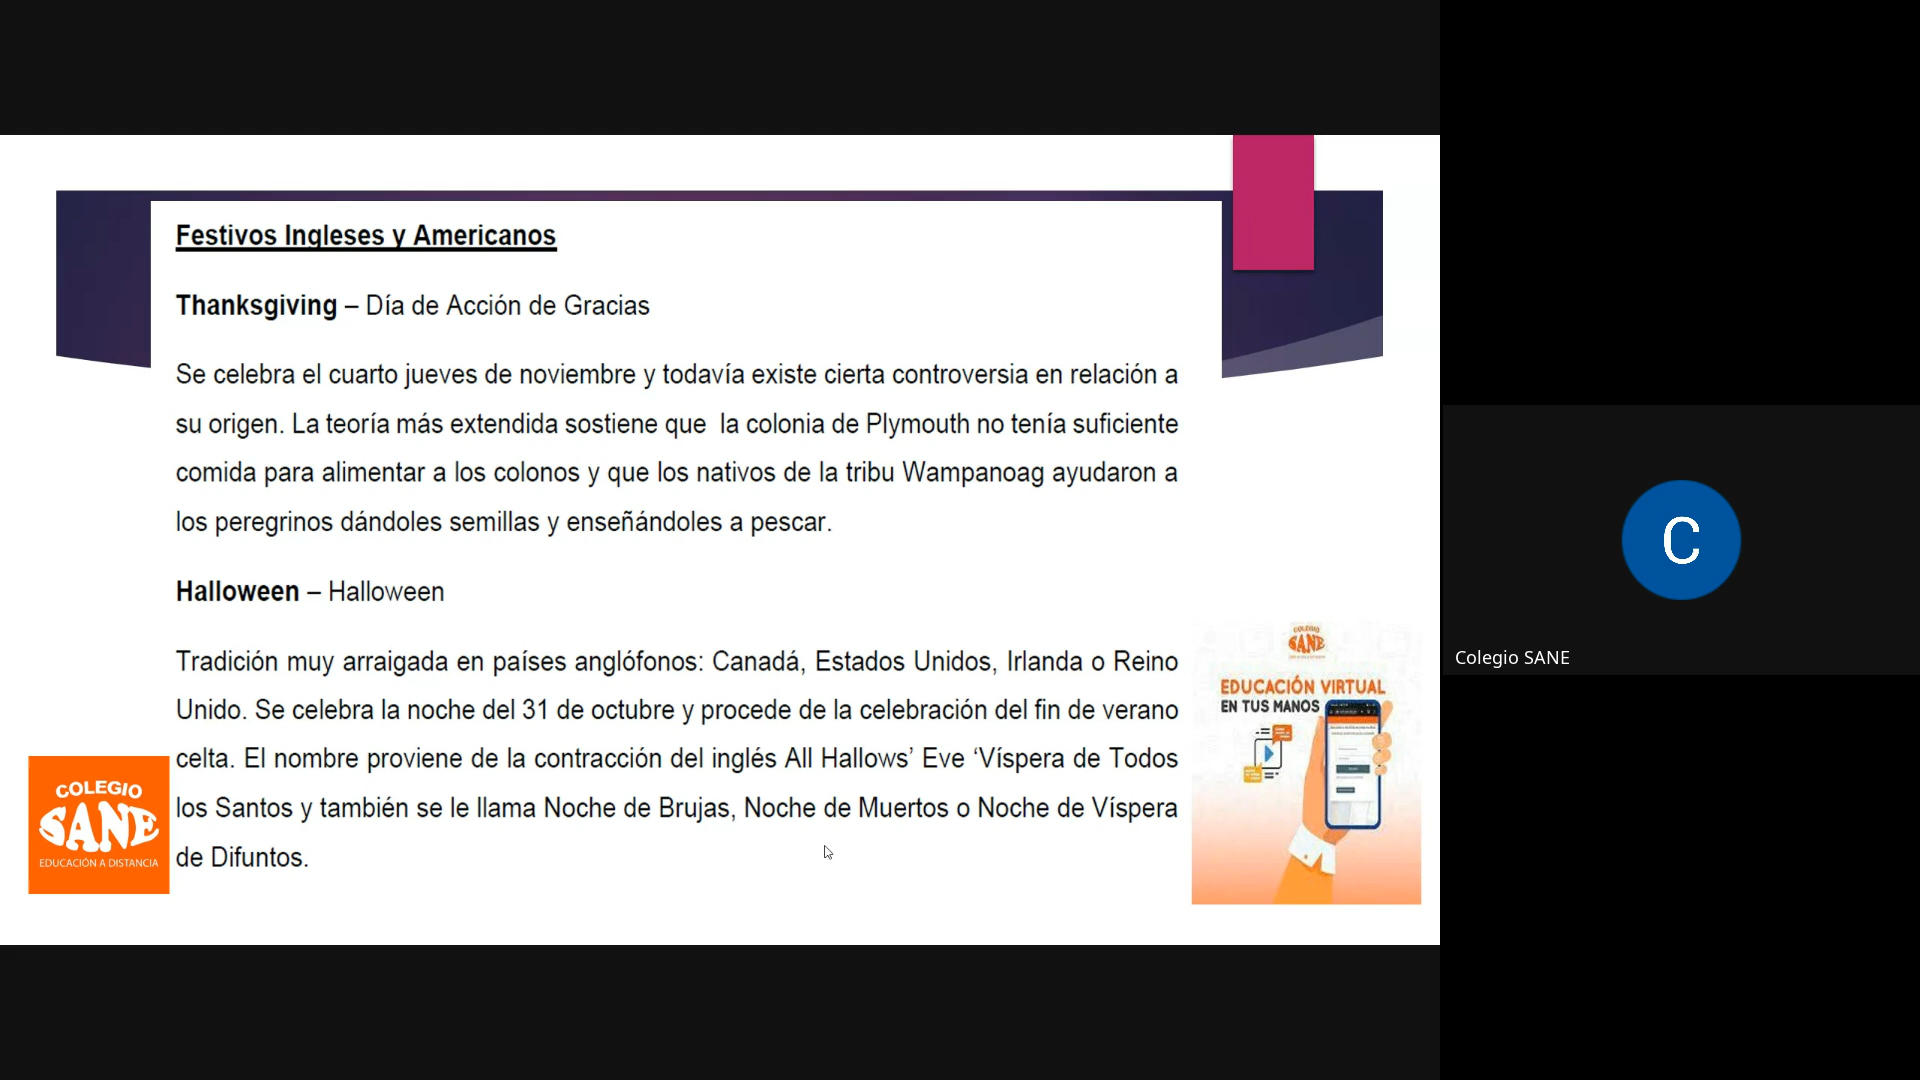 Festivos Ingleses y Americanos
Thanksgiving – Día de Acción de Gracias
Se celebra el cuarto jueves de noviembre y todavía existe cierta controversia en relación a
su origen. La teoría más extendida sostiene que  la colonia de Plymouth no tenía suficiente
comida para alimentar a los colonos y que los nativos de la tribu Wampanoag ayudaron a
los peregrinos dándoles semillas y enseñándoles a pescar.
Halloween – Halloween
Tradición muy arraigada en países anglófonos: Canadá, Estados Unidos, Irlanda o Reino
Unido. Se celebra la noche del 31 de octubre y procede de la celebración del fin de verano
celta. El nombre proviene de la contracción del inglés All Hallows’ Eve ‘Víspera de Todos
los Santos y también se le llama Noche de Brujas, Noche de Muertos o Noche de Víspera
de Difuntos.
COLEGIO
SANE
EDUCACIÓN A DISTANCIA
COLEGIO
SANE
EDUCACIÓN VIRTUAL
EN TUS MANOS
C
Colegio SANE